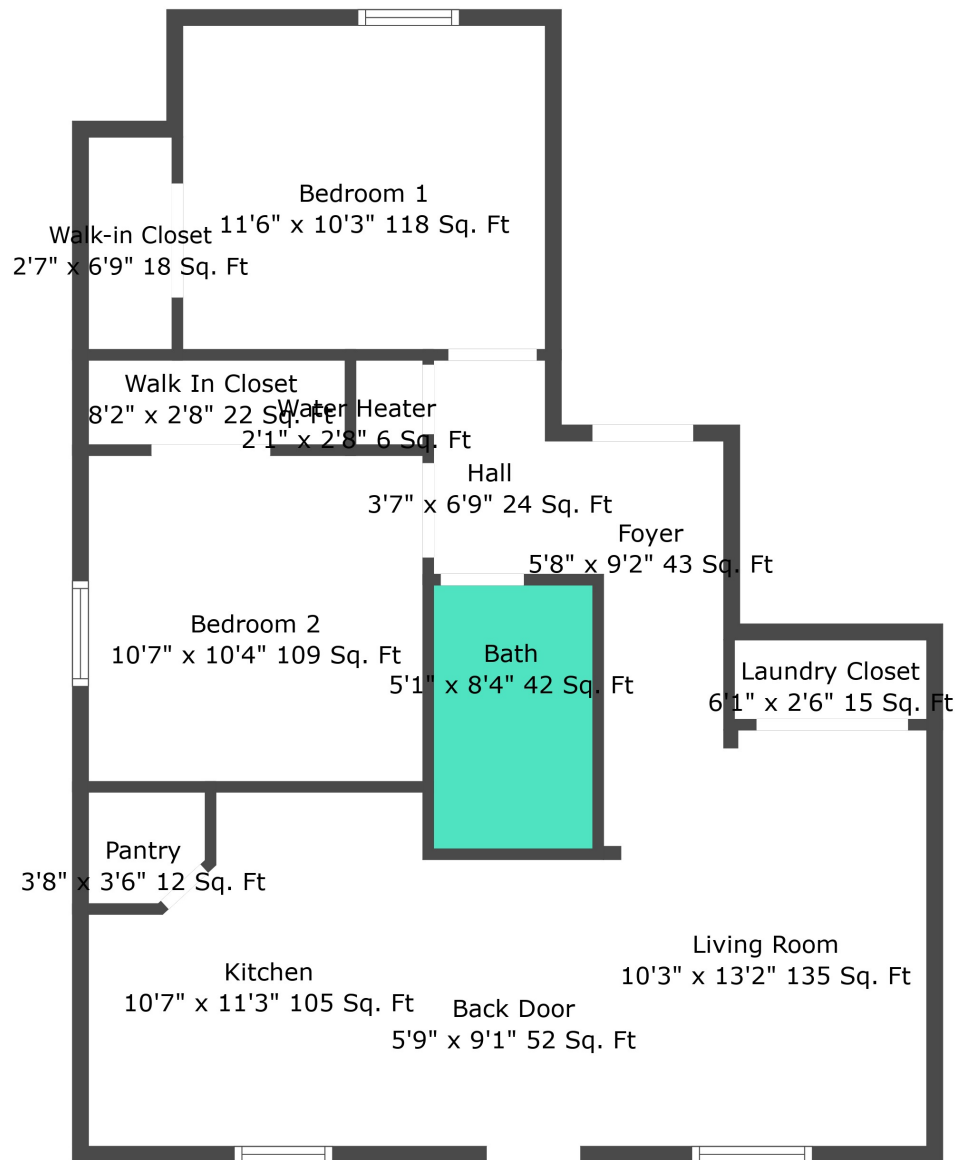 Bedroom 1
11'6" x 10'3" 118 Sq. Ft
Walk-in Closet
2'7" x 6'9" 18 Sq. Ft
Walk In Closet
8'2" x 2'8" 22 Sq. Ft
Water Heater
2'1" x 2'8" 6 Sq. Ft
Hall
3'7" x 6'9" 24 Sq. Ft
Foyer
5'8" x 9'2" 43 Sq. Ft
Bedroom 2
10'7" x 10'4" 109 Sq. Ft
Bath
5'1" x 8'4" 42 Sq. Ft
Laundry Closet
6'1" x 2'6" 15 Sq. Ft
Pantry
3'8" x 3'6" 12 Sq. Ft
Kitchen
10'7" x 11'3" 105 Sq. Ft
Back Door
5'9" x 9'1" 52 Sq. Ft
Living Room
10'3" x 13'2" 135 Sq. Ft